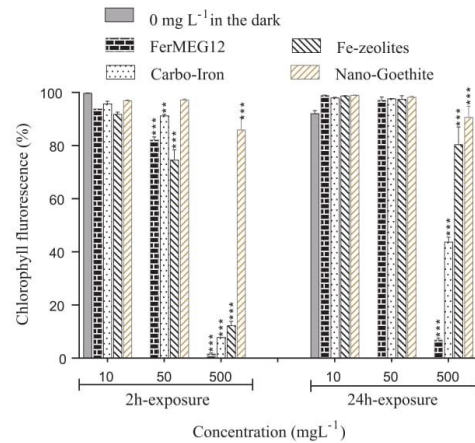 0 mg L-1 in the dark
FerMEG12
Fe-zeolites
Carbo-Iron
Nano-Goethite
Chlorophyll flurorescence (%)
100
80
60
40
20
0
***
**
***
***
***
***
***
***
***
***
**
10 50 500 10 50 500
2h-exposure 24h-exposure
Concentration (mgL-1)